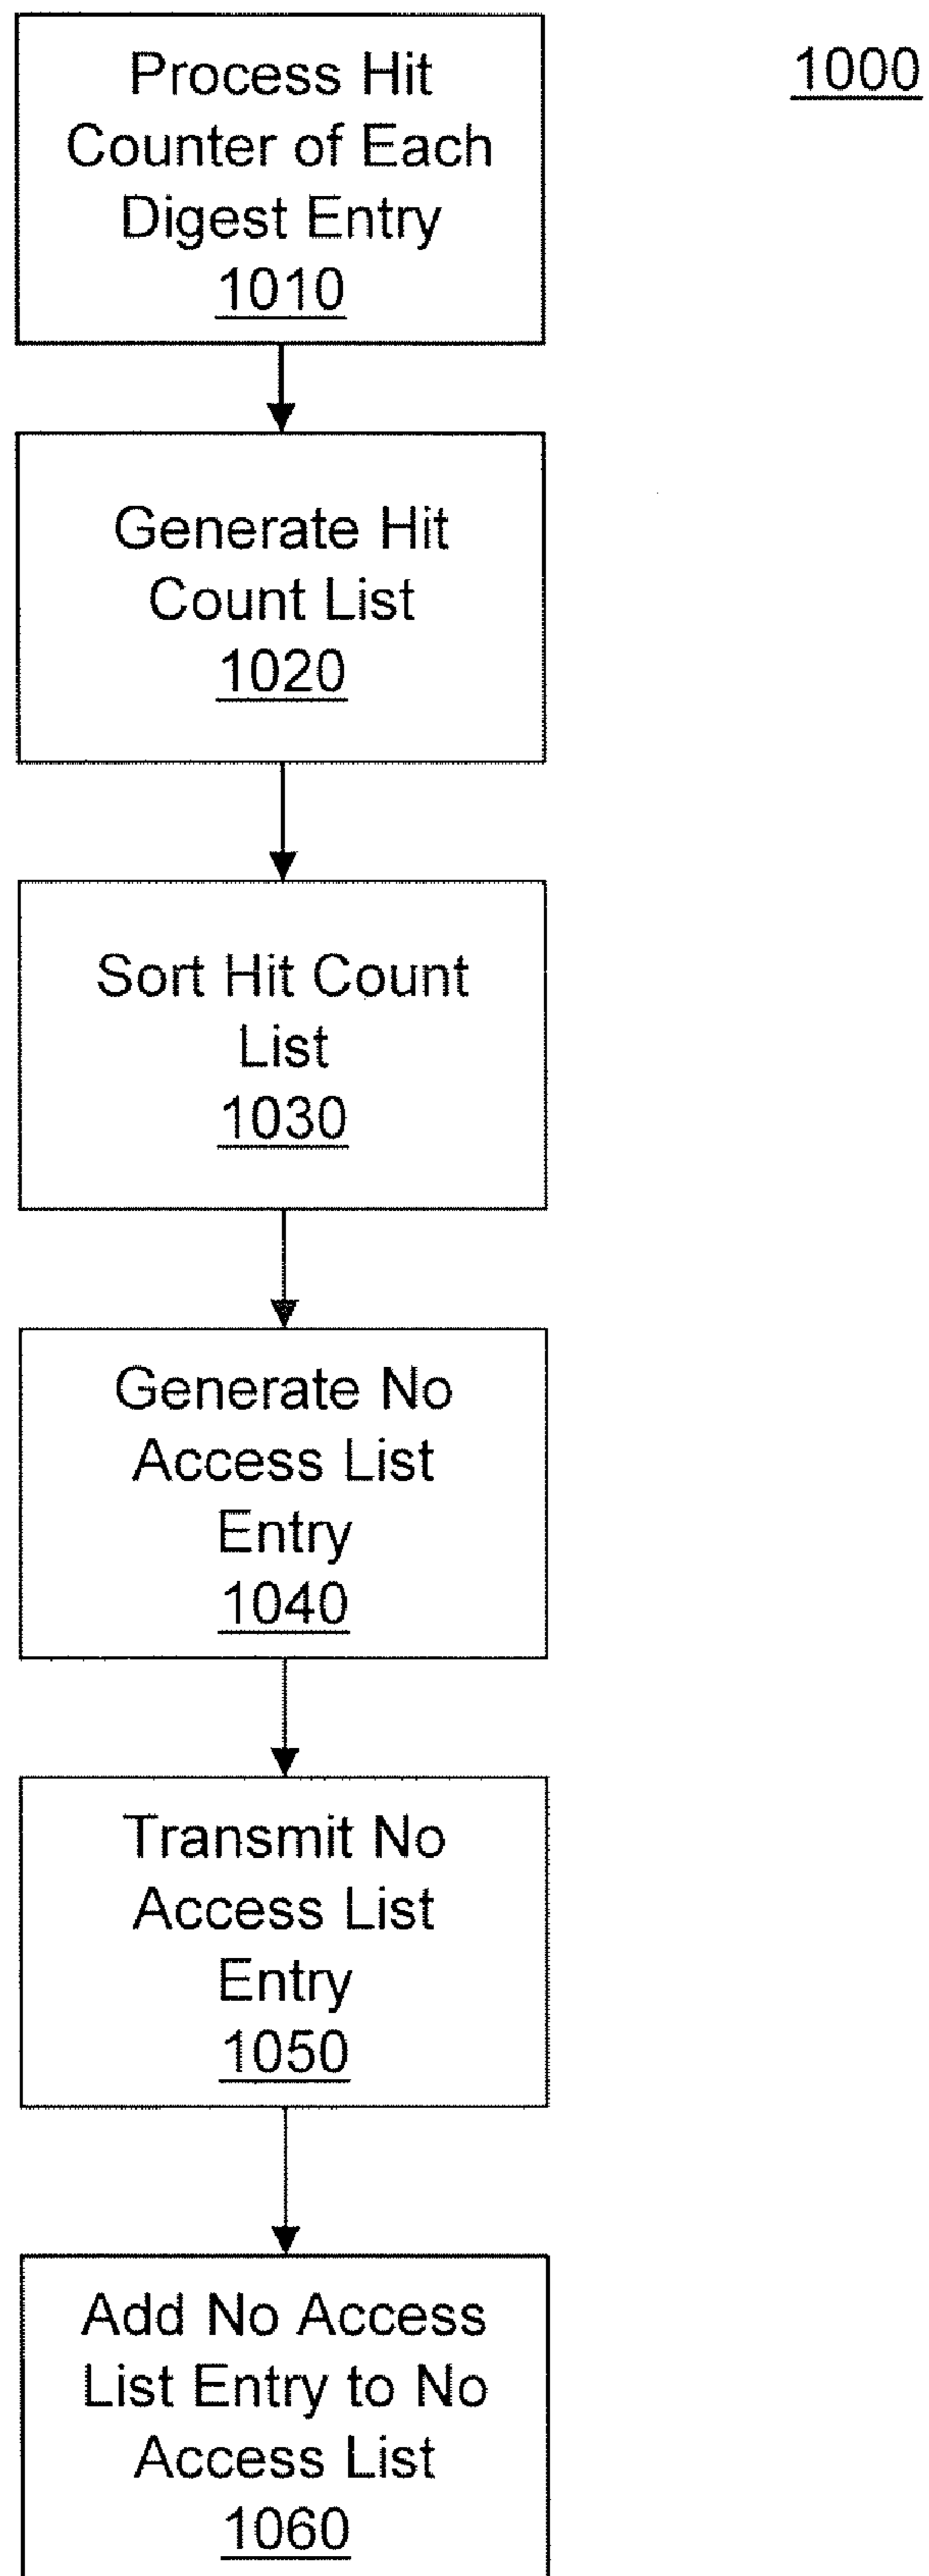 1000
Process Hit
Counter of Each
Digest Entry
1010
Generate Hit
Count List
1020
Sort Hit Count
List
1030
Generate No
Access List
Entry
1040
Transmit No
Access List
Entry
1050
Add No Access
List Entry to No
Access List
1060